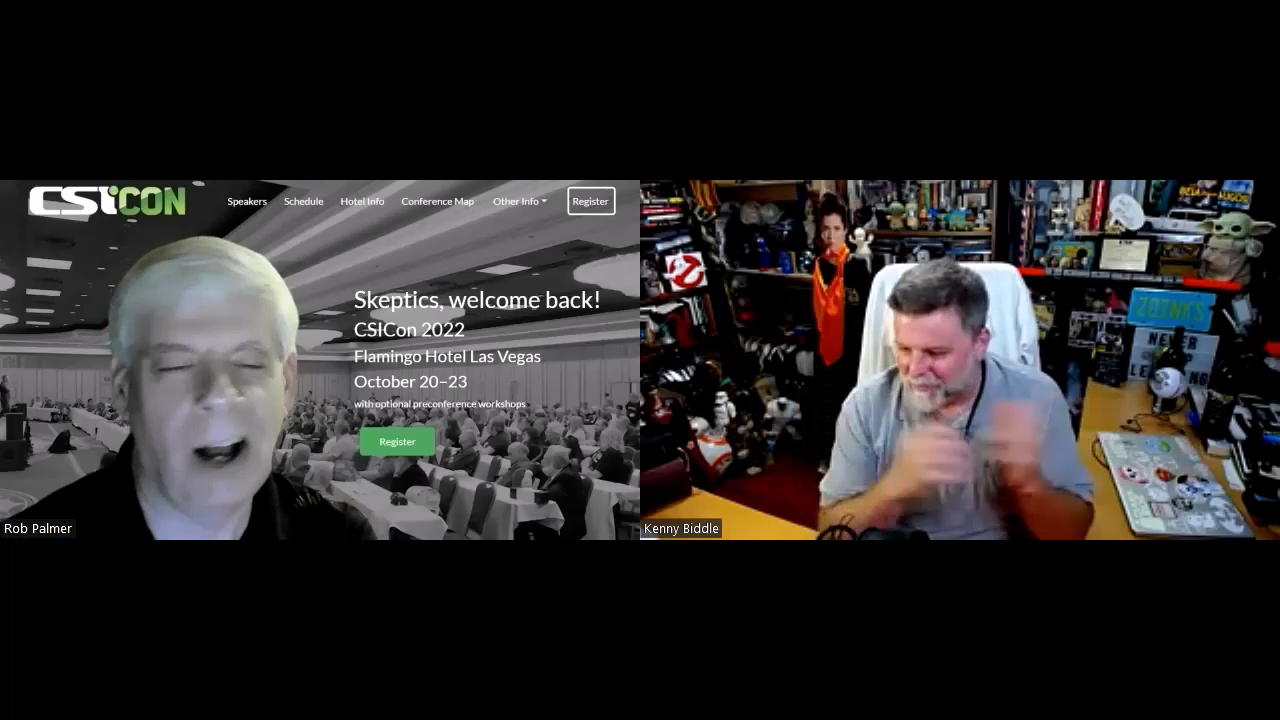 CSICON
Speakers Schedule Hotel Info Conference Map Other Info Register
Skeptics, welcome back!
CSICon 2022
Flamingo Hotel Las Vegas
October 20–23
with optional preconference workshops
Register
Rob Palmer
ZOINKS
NEVER
Kenny Biddle